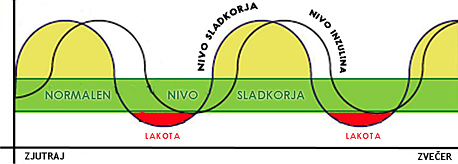 NIVO SLADKORJA
NIVO INZULINA
NORMALEN NIVO SLADKORJA
LAKOTA LAKOTA
ZJUTRAJ ZVEČER